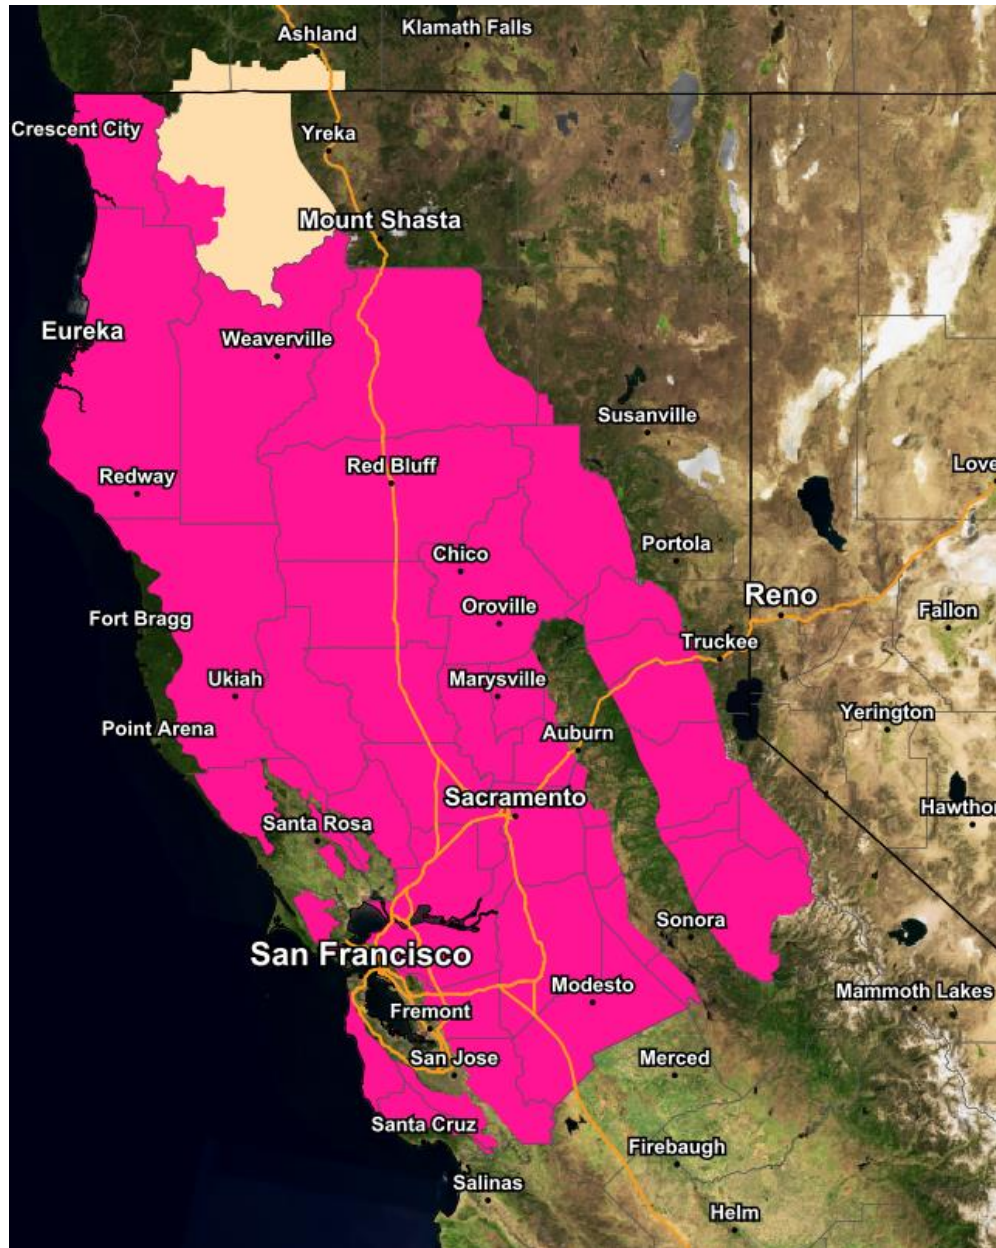 Ashland
Klamath Falls
Crescent City
Yreka
Mount Shasta
Eureka
Weaverville
Susanville
Redway
Red Bluff
Love
Chico
Portola
Oroville
Reno
Fort Bragg
Fallon
Truckee
Ukiah
Marysville
Yerington
Point Arena
Auburn
Sacramento
Hawthor
Santa Rosa
Sonora
San Francisco
Modesto
Mammoth Lakes
Fremont
San Jose
Merced
Santa Cruz
Firebaugh
Salinas
Helm